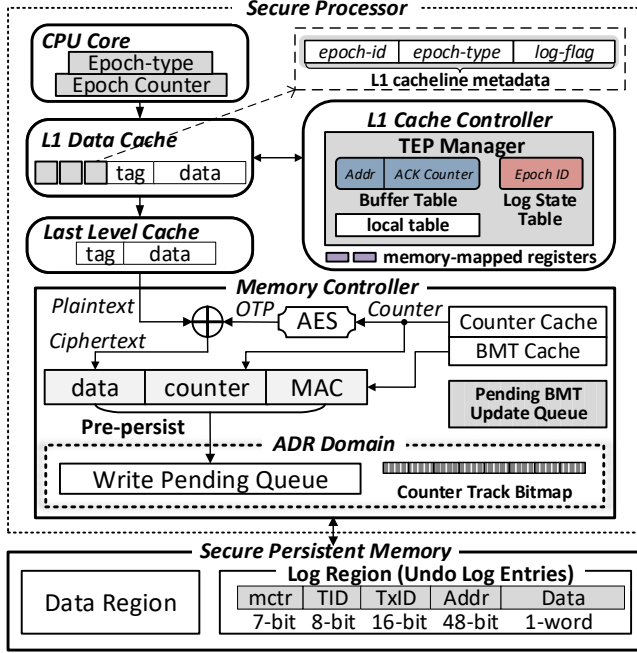 Secure Processor
CPU Core
Epoch-type
Epoch Counter
epoch-id epoch-type log-flag
L1 cacheline metadata
L1 Data Cache
tag data
L1 Cache Controller
TEP Manager
Addr ACK Counter Epoch ID
Buffer Table
Log State
Table
local table
memory-mapped registers
Last Level Cache
tag data
Memory Controller
Plaintext OTP AES Counter
Ciphertext
Counter Cache
BMT Cache
data counter MAC
Pending BMT
Update Queue
Pre-persist
ADR Domain
Write Pending Queue
Counter Track Bitmap
Secure Persistent Memory
Data Region
Log Region (Undo Log Entries)
mctr TID TxID Addr Data
7-bit 8-bit 16-bit 48-bit 1-word